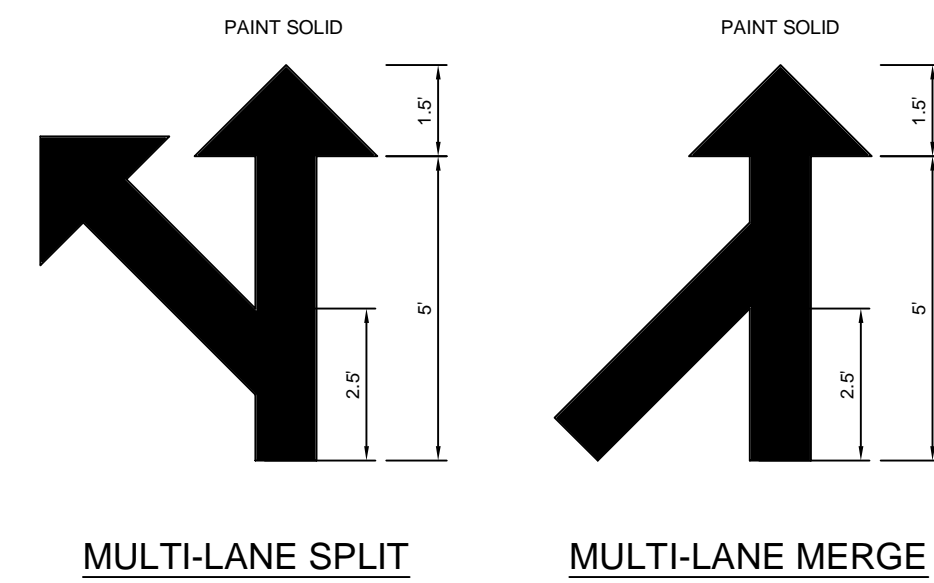 PAINT SOLID
1.5'
5'
2.5'
MULTI-LANE SPLIT
PAINT SOLID
1.5'
5'
2.5'
MULTI-LANE MERGE